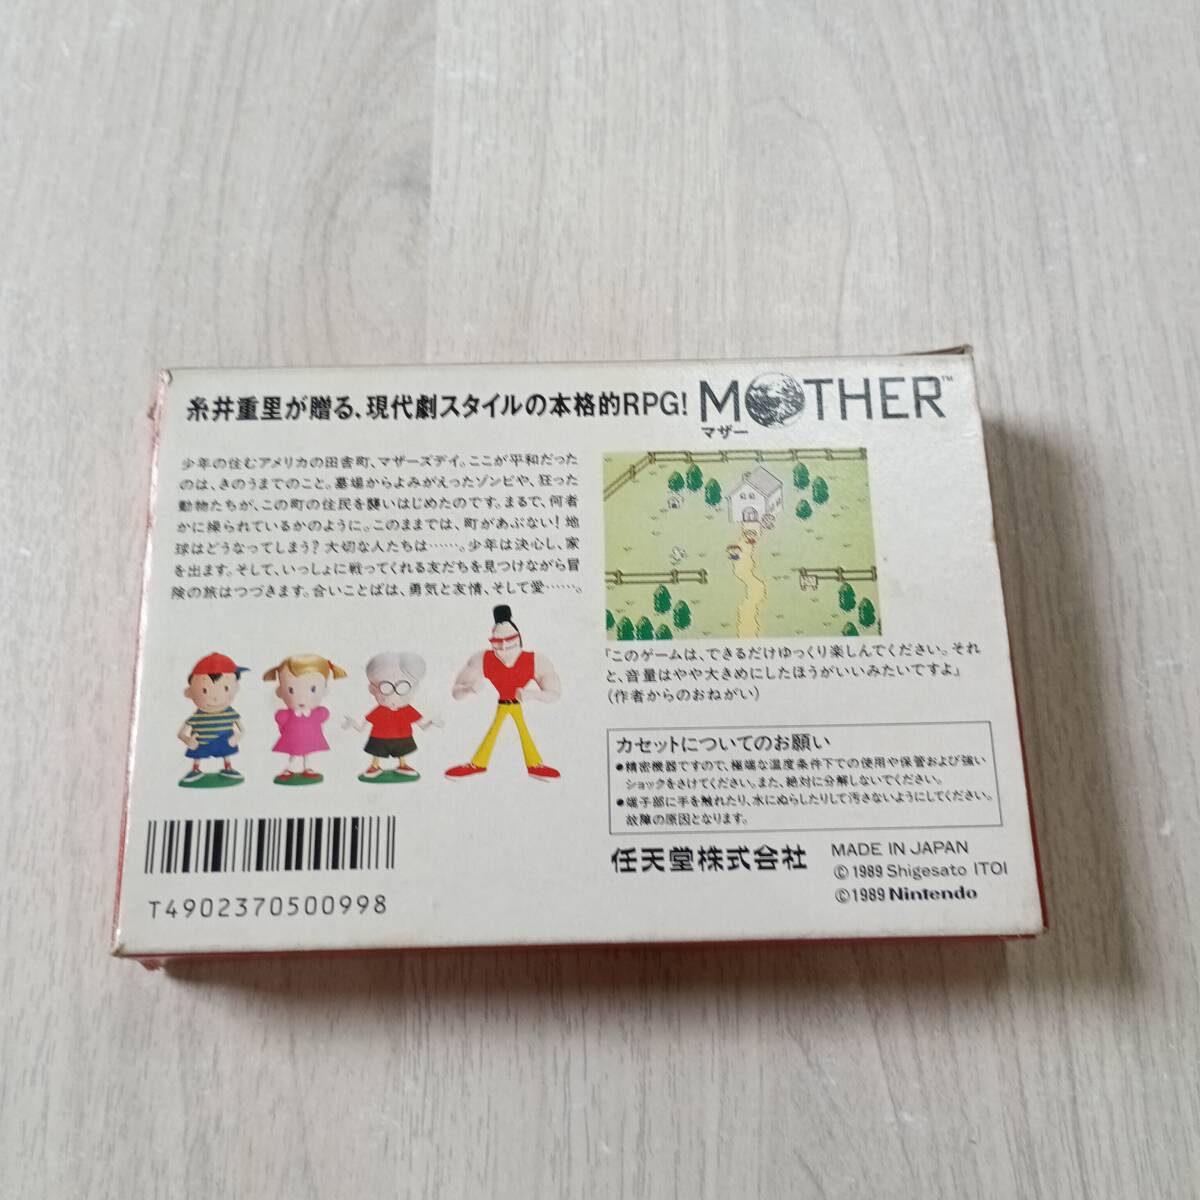 糸井重里が贈る、現代劇スタイルの本格的RPG!
MOTHER™
マザー
少年の住むアメリカの田舎町、マザーズデイ。ここが平和だった
のは、きのうまでのこと。墓場からよみがえったゾンビや、狂った
動物たちが、この町の住民を襲いはじめたのです。まるで、何者
かに操られているかのように。このままでは、町があぶない!地
球はどうなってしまう?大切な人たちは……。少年は決心し、家
を出ます。そして、いっしょに戦ってくれる友だちを見つけながら冒
険の旅はつづきます。合いことばは、勇気と友情、そして愛……。
「このゲームは、できるだけゆっくり楽しんでください。それ
と、音量はやや大きめにしたほうがいいみたいですよ」
(作者からのおねがい)
カセットについてのお願い
●精密機器ですので、極端な温度条件下での使用や保管および強い
ショックをさけてください。また、絶対に分解しないでください。
●端子部に手を触れたり、水にぬらしたりして汚さないようにしてください。
故障の原因となります。
任天堂株式会社
MADE IN JAPAN
©1989 Shigesato ITOI
©1989 Nintendo
T4902370500998